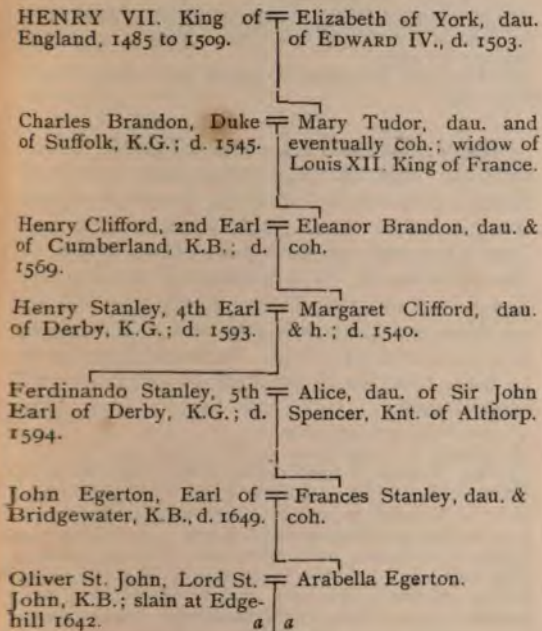 HENRY VII. King of
England, 1485 to 1509.
Elizabeth of York, dau.
of EDWARD IV., d. 1503.
Charles Brandon, Duke
of Suffolk, K.G.; d. 1545.
Mary Tudor, dau. and
eventually coh.; widow of
Louis XII. King of France.
Henry Clifford, 2nd Earl
of Cumberland, K.B.; d.
1569.
Eleanor Brandon, dau. &
coh.
Henry Stanley, 4th Earl
of Derby, K.G.; d. 1593.
Margaret Clifford, dau.
& h.; d. 1540.
Ferdinando Stanley, 5th
Earl of Derby, K.G.; d.
1594.
Alice, dau. of Sir John
Spencer, Knt. of Althorp.
John Egerton, Earl of
Bridgewater, K.B., d. 1649.
Frances Stanley, dau. &
coh.
Oliver St. John, Lord St.
John, K.B.; slain at Edge-
hill 1642.
Arabella Egerton.
a a